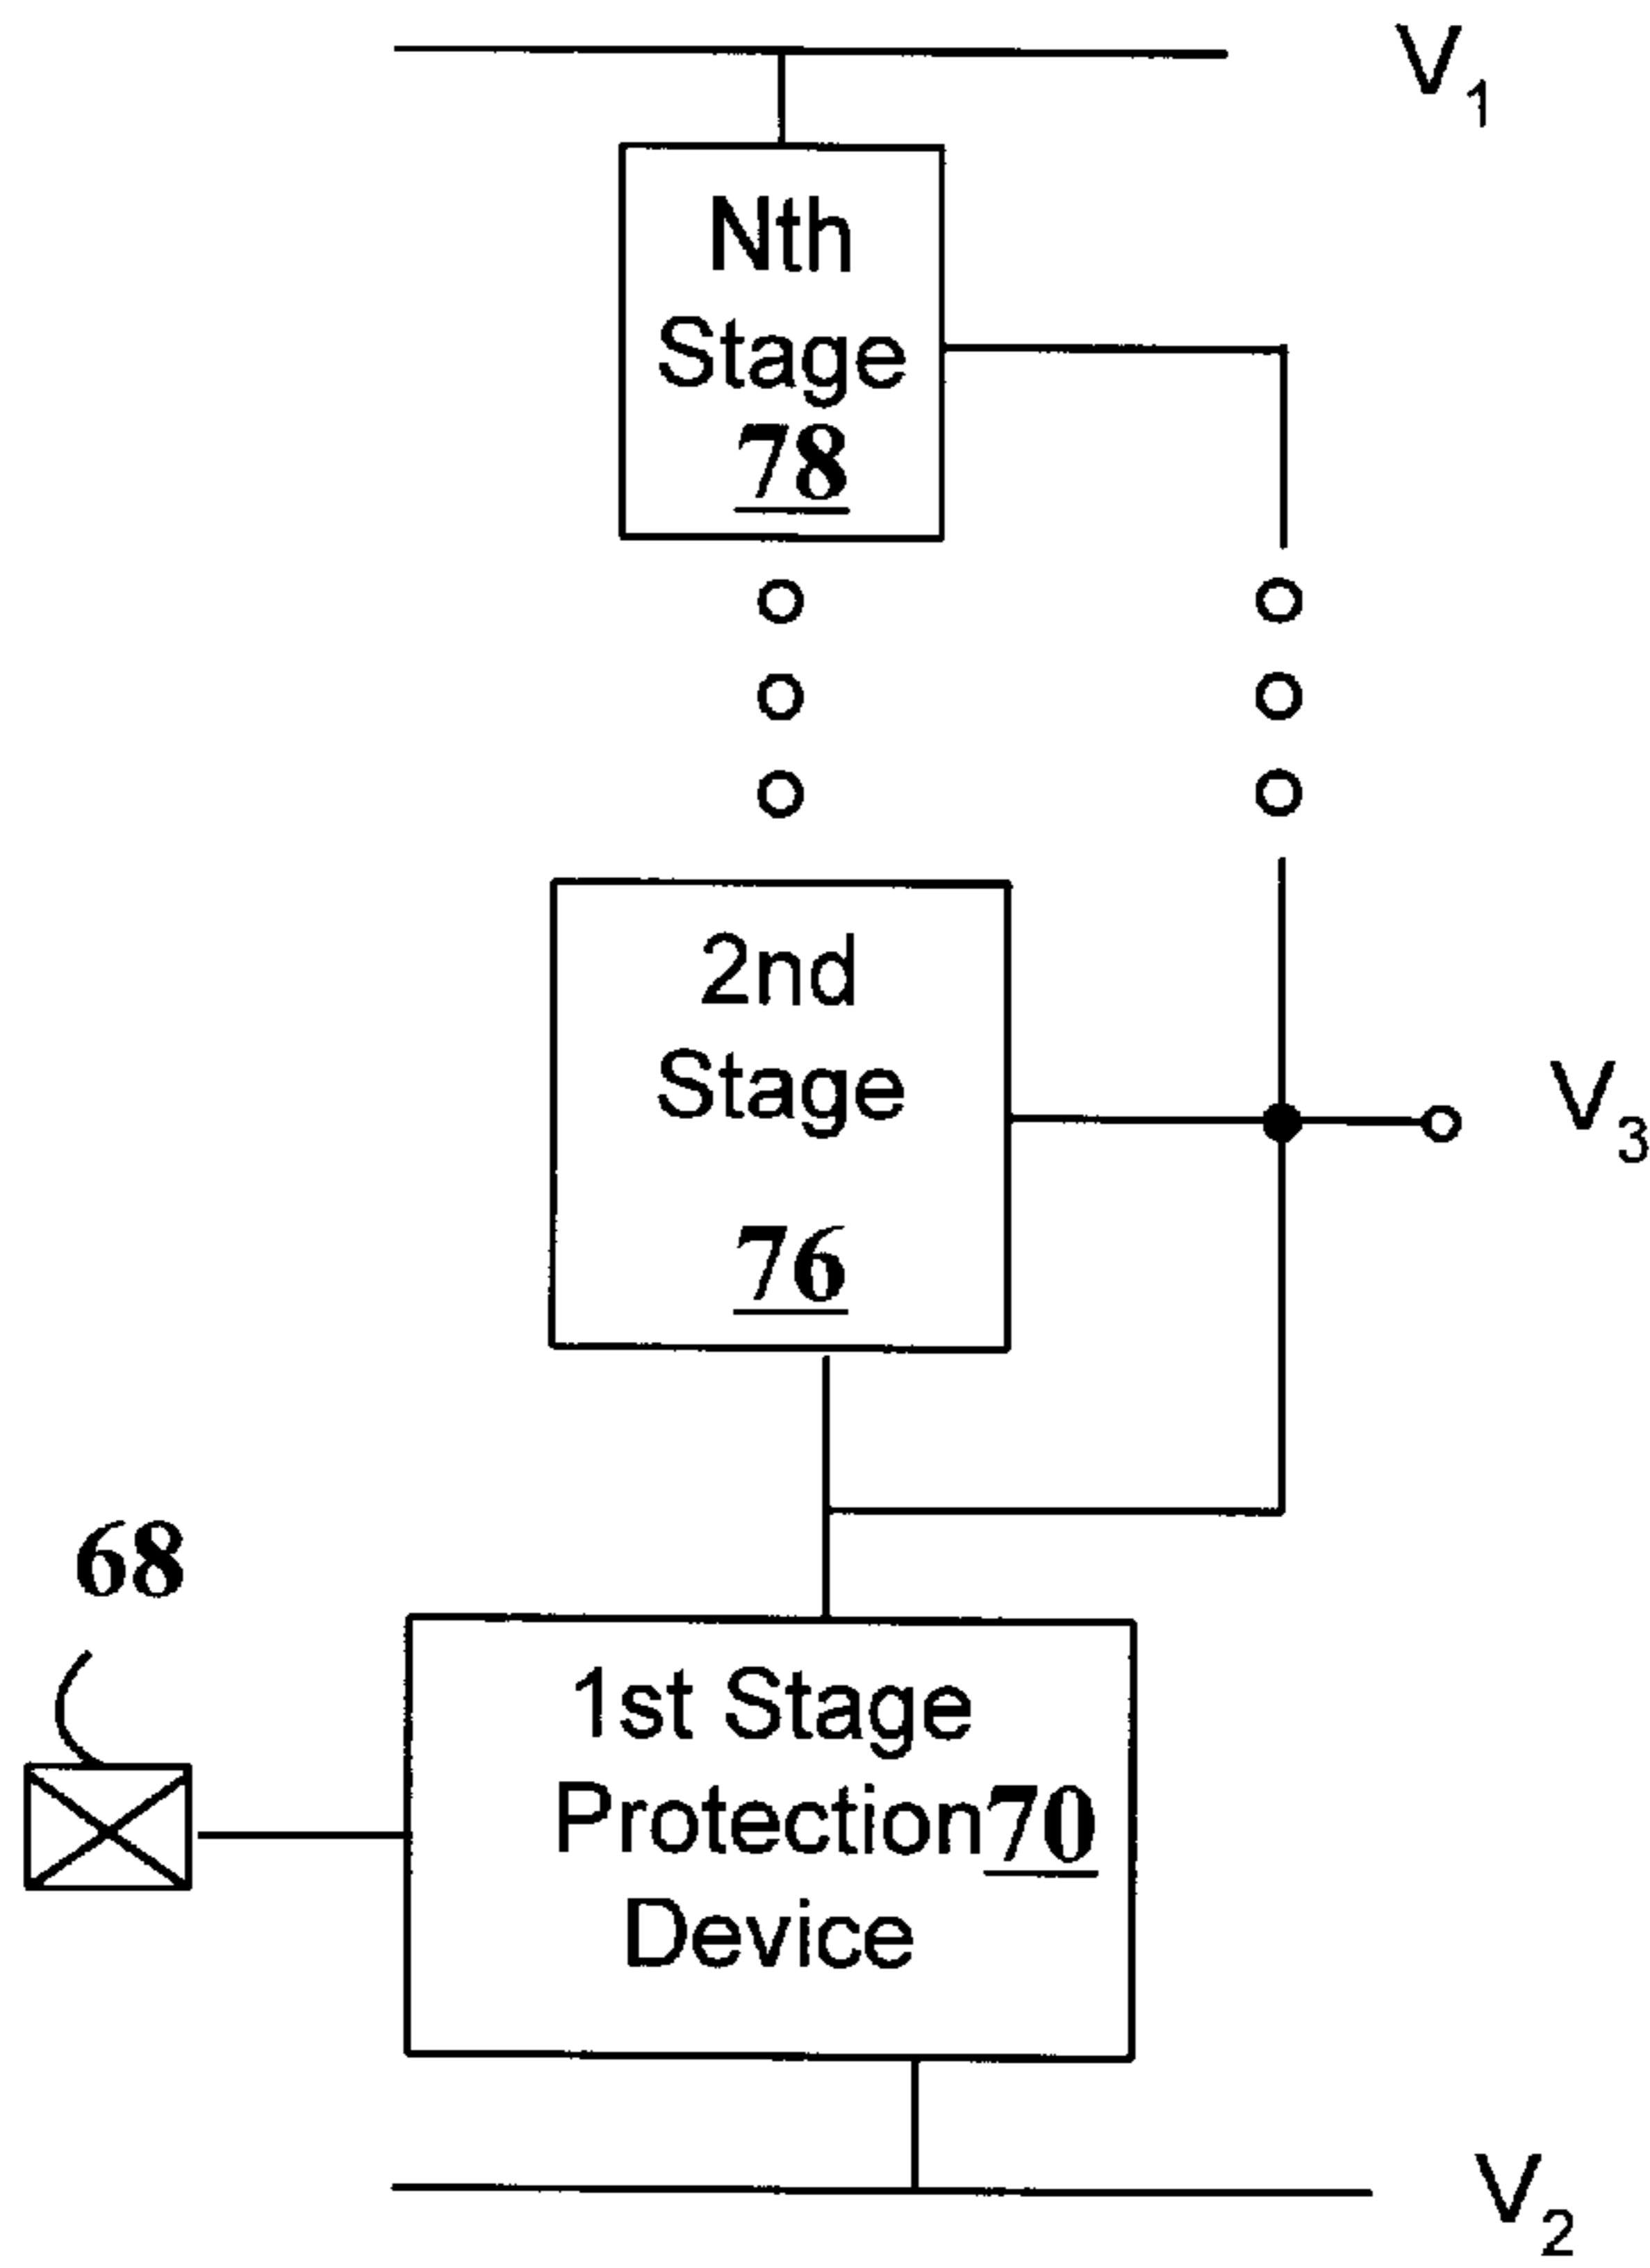 V1
Nth
Stage
78
2nd
Stage
76
V3
68
1st Stage
Protection70
Device
V2